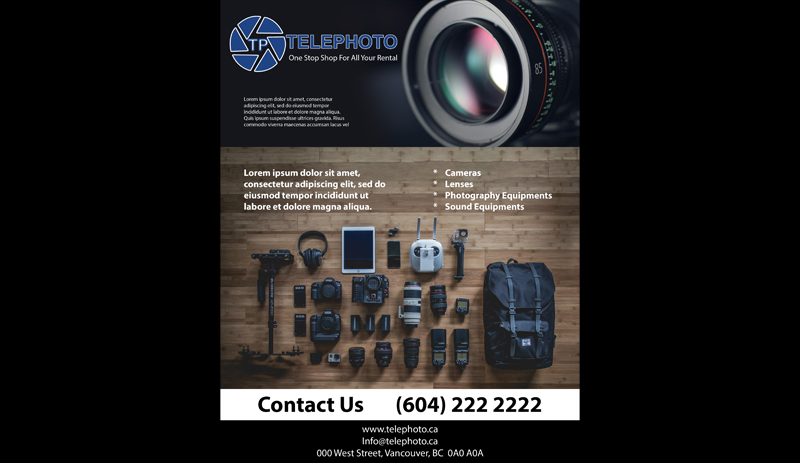 TP
TELEPHOTO
One Stop Shop For All Your Rental
85
Lorem ipsum dolor sit amet, consectetur
adipiscing elit, sed do eiusmod tempor
incididunt ut labore et dolore magna aliqua.
Quis ipsum suspendisse ultrices gravida. Risus
commodo viverra maecenas accumsan lacus vel
Lorem ipsum dolor sit amet,
consectetur adipiscing elit, sed do
eiusmod tempor incididunt ut
labore et dolore magna aliqua.
• Cameras
• Lenses
• Photography Equipments
• Sound Equipments
Contact Us (604) 222 2222
www.telephoto.ca
Info@telephoto.ca
000 West Street, Vancouver, BC 0A0 A0A